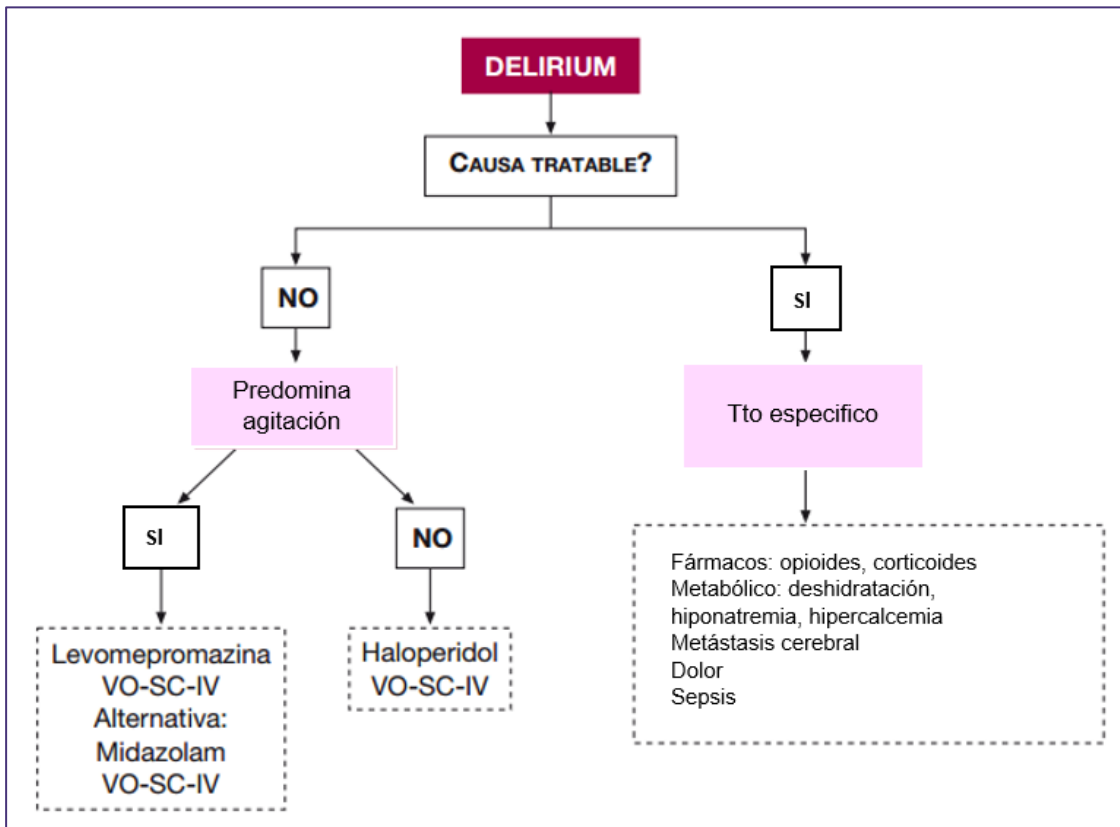 DELIRIUM
CAUSA TRATABLE?
NO
SI
Predomina
agitación
Tto especifico
SI
NO
Levomepromazina
VO-SC-IV
Alternativa:
Midazolam
VO-SC-IV
Haloperidol
VO-SC-IV
Fármacos: opioides, corticoides
Metabólico: deshidratación,
hiponatremia, hipercalcemia
Metástasis cerebral
Dolor
Sepsis